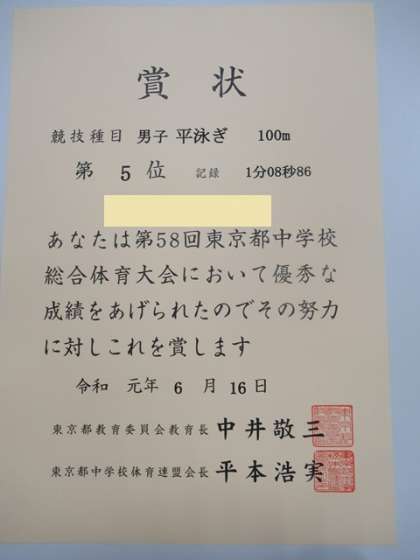 賞状
競技種目 男子 平泳ぎ 100m
第 5 位 記録 1分08秒86
あなたは第58回東京都中学校
総合体育大会において優秀な
成績をあげられたのでその努力
に対しこれを賞します
令和 元年 6 月 16 日
東京都教育委員会教育長 中井敬三
東京都中学校体育連盟会長 平本浩実